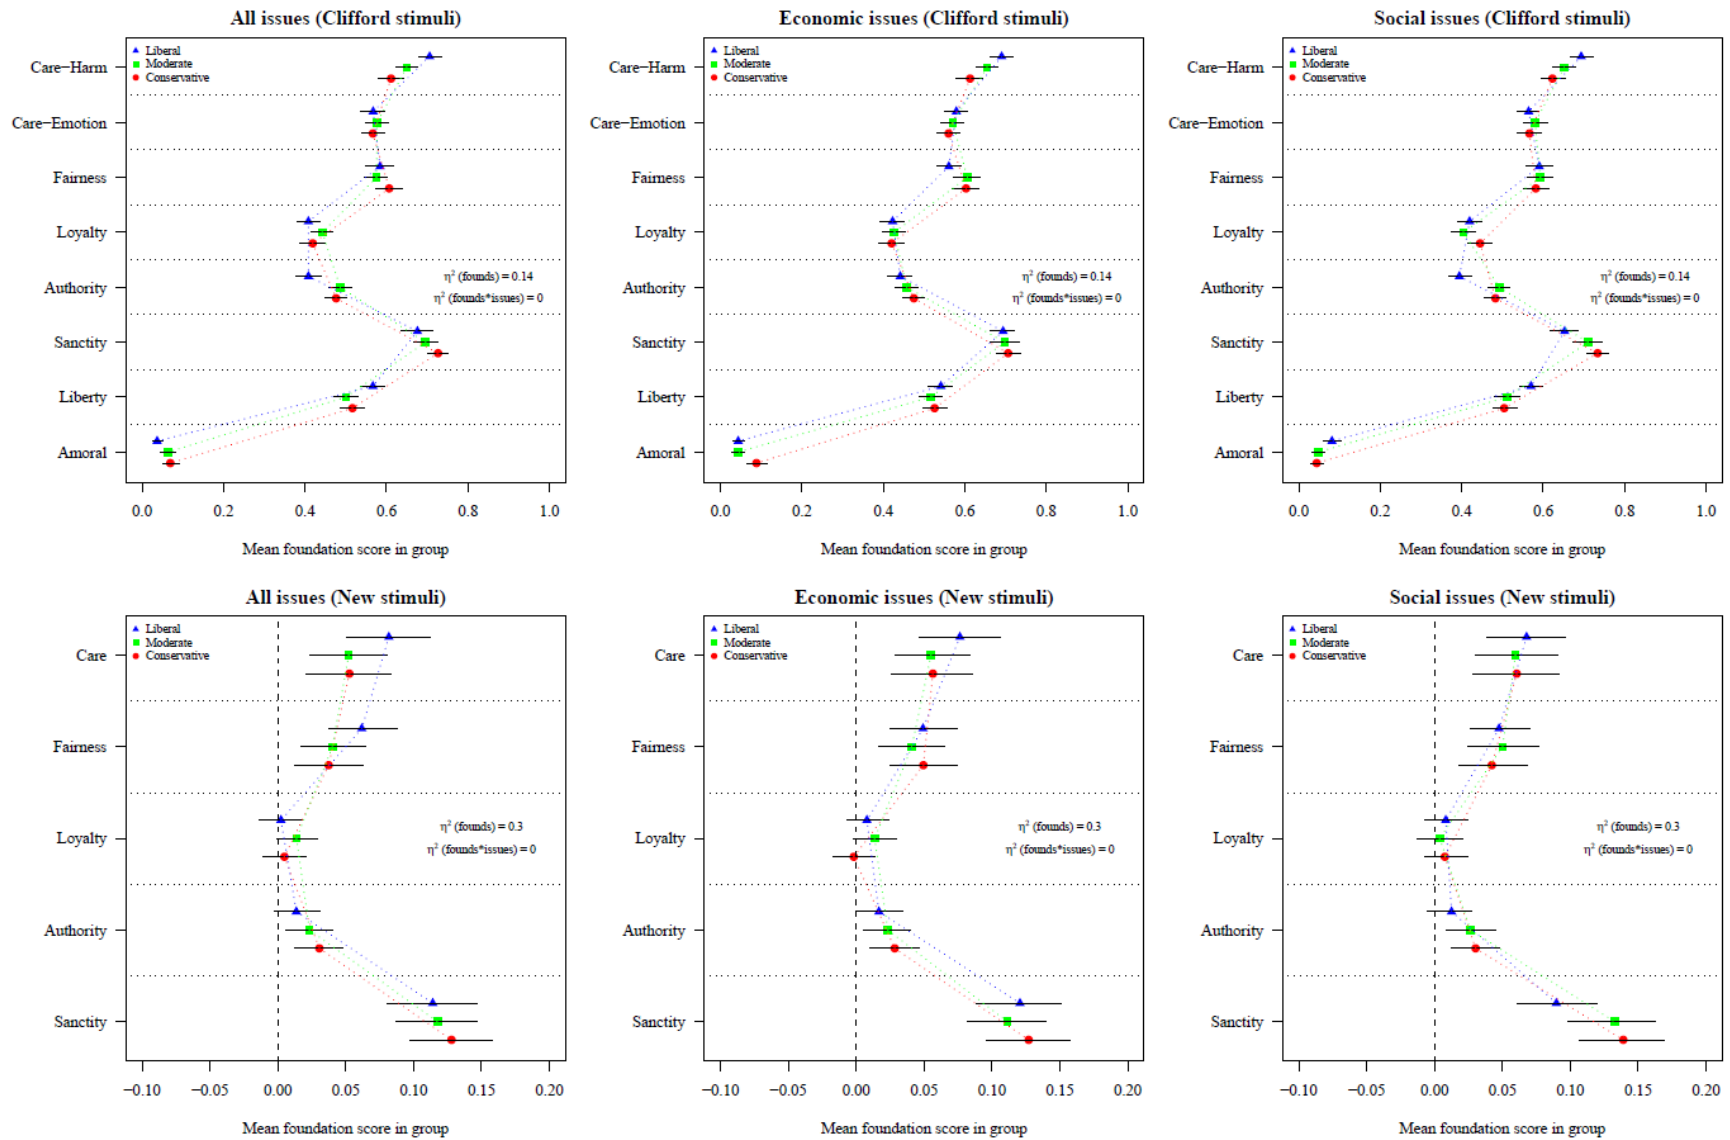 All issues (Clifford stimuli)
Liberal
Moderate
Conservative
Care−Harm
Care−Emotion
Fairness
Loyalty
Authority
Sanctity
Liberty
Amoral
η² (founds) = 0.14
η² (founds*issues) = 0
0.0 0.2 0.4 0.6 0.8 1.0
Mean foundation score in group
Economic issues (Clifford stimuli)
Liberal
Moderate
Conservative
Care−Harm
Care−Emotion
Fairness
Loyalty
Authority
Sanctity
Liberty
Amoral
η² (founds) = 0.14
η² (founds*issues) = 0
0.0 0.2 0.4 0.6 0.8 1.0
Mean foundation score in group
Social issues (Clifford stimuli)
Liberal
Moderate
Conservative
Care−Harm
Care−Emotion
Fairness
Loyalty
Authority
Sanctity
Liberty
Amoral
η² (founds) = 0.14
η² (founds*issues) = 0
0.0 0.2 0.4 0.6 0.8 1.0
Mean foundation score in group
All issues (New stimuli)
Liberal
Moderate
Conservative
Care
Fairness
Loyalty
Authority
Sanctity
η² (founds) = 0.3
η² (founds*issues) = 0
−0.10 0.00 0.05 0.10 0.15 0.20
Mean foundation score in group
Economic issues (New stimuli)
Liberal
Moderate
Conservative
Care
Fairness
Loyalty
Authority
Sanctity
η² (founds) = 0.3
η² (founds*issues) = 0
−0.10 0.00 0.05 0.10 0.15 0.20
Mean foundation score in group
Social issues (New stimuli)
Liberal
Moderate
Conservative
Care
Fairness
Loyalty
Authority
Sanctity
η² (founds) = 0.3
η² (founds*issues) = 0
−0.10 0.00 0.05 0.10 0.15 0.20
Mean foundation score in group